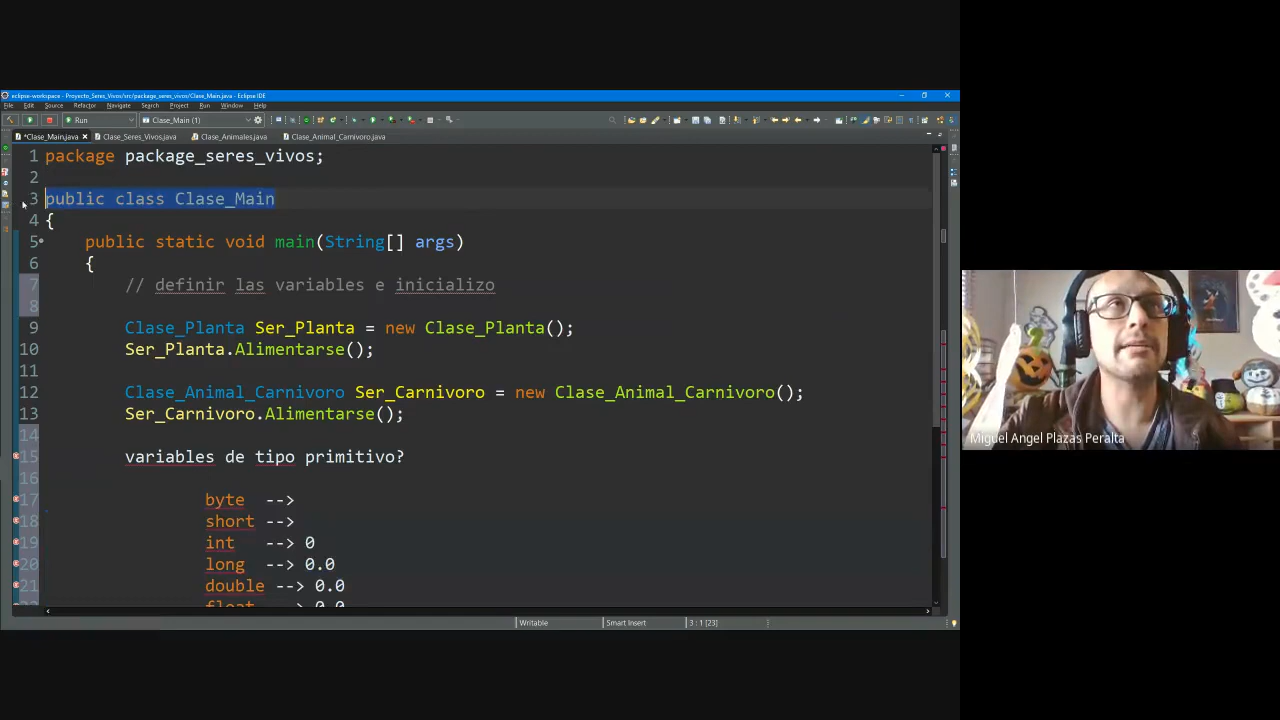 eclipse-workspace - Proyecto_Seres_Vivos/src/package_seres_vivos/Clase_Main.java - Eclipse IDE
File Edit Source Refactor Navigate Search Project Run Window Help
Run Clase_Main (1)
*Clase_Main.java Clase_Seres_Vivos.java Clase_Animales.java Clase_Animal_Carnivoro.java
1 package package_seres_vivos;
2
3 public class Clase_Main
4 {
5 public static void main(String[] args)
6 {
7 // definir las variables e inicializo
8
9 Clase_Planta Ser_Planta = new Clase_Planta();
10 Ser_Planta.Alimentarse();
11
12 Clase_Animal_Carnivoro Ser_Carnivoro = new Clase_Animal_Carnivoro();
13 Ser_Carnivoro.Alimentarse();
14
15 variables de tipo primitivo?
16
17 byte -->
18 short -->
19 int --> 0
20 long --> 0.0
21 double --> 0.0
22 float --> 0.0
Writable Smart Insert 3 : 1 [23]
Miguel Angel Plazas Peralta